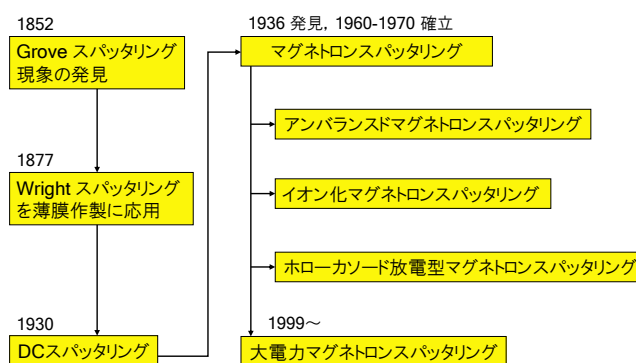 1852
Grove スパッタリング
現象の発見
1877
Wright スパッタリング
を薄膜作製に応用
1930
DCスパッタリング
1936 発見, 1960-1970 確立
マグネトロンスパッタリング
アンバランスドマグネトロンスパッタリング
イオン化マグネトロンスパッタリング
ホローカソード放電型マグネトロンスパッタリング
1999～
大電力マグネトロンスパッタリング